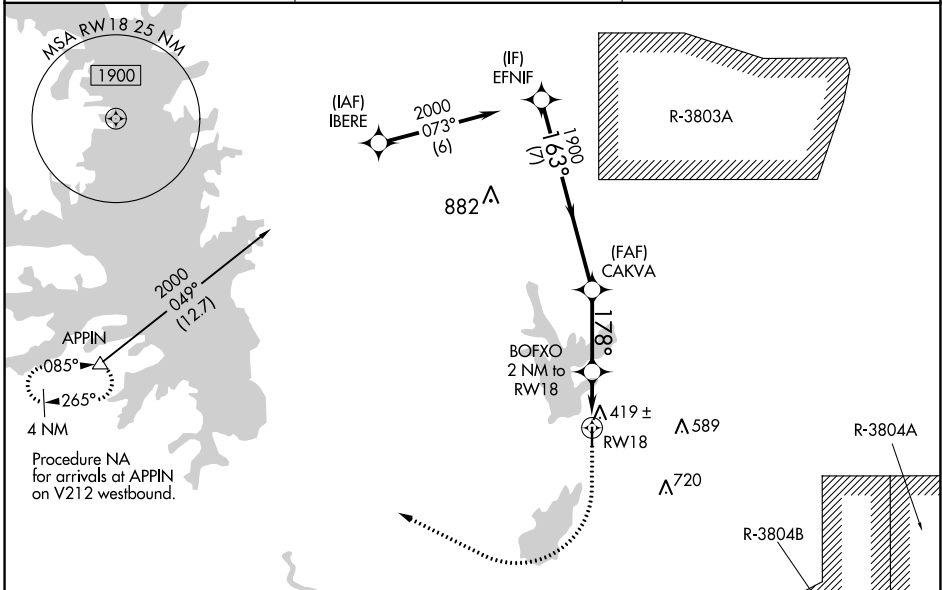 MSA RW18 25 NM
1900
(IAF)
IBERE
2000
073°
(6)
(IF)
EFNIF
1900
163°
(7)
R-3803A
882
(FAF)
CAKVA
2000
049°
(12.7)
178°
APPIN
085°
265°
4 NM
BOFXO
2 NM to
RW18
419 ±
RW18
589
R-3804A
Procedure NA
for arrivals at APPIN
on V212 westbound.
720
R-3804B